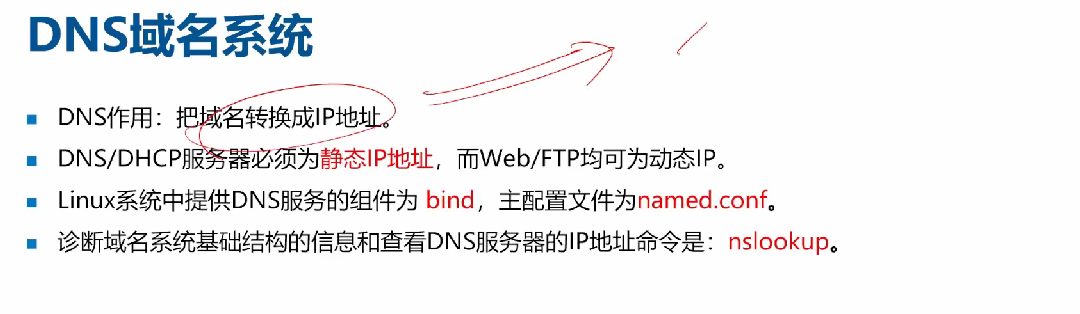 DNS域名系统
DNS作用：把域名转换成IP地址。
DNS/DHCP服务器必须为静态IP地址，而Web/FTP均可为动态IP。
Linux系统中提供DNS服务的组件为 bind，主配置文件为named.conf。
诊断域名系统基础结构的信息和查看DNS服务器的IP地址命令是：nslookup。